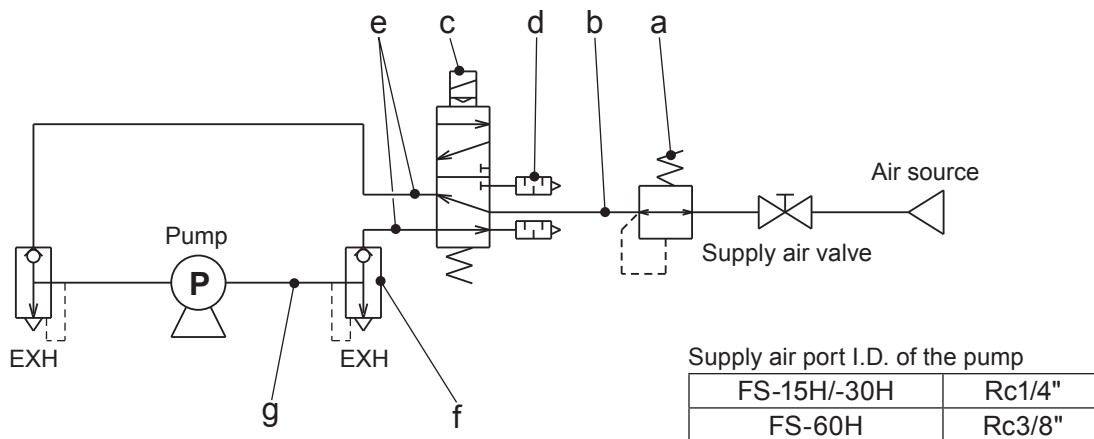 e c d b a
Air source
Pump
P
Supply air valve
EXH EXH
g f
Supply air port I.D. of the pump
FS-15H/-30H Rc1/4"
FS-60H Rc3/8"